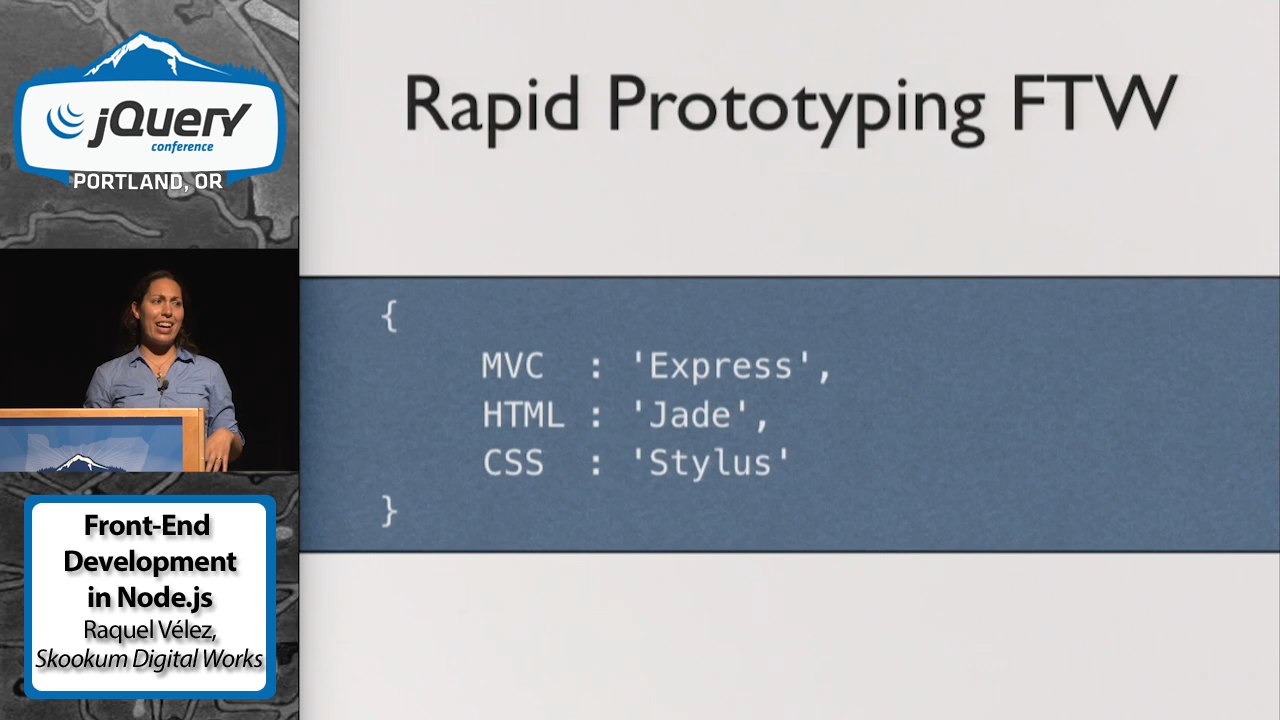 jQuery
conference
PORTLAND, OR
Rapid Prototyping FTW
{
MVC : 'Express',
HTML : 'Jade',
CSS : 'Stylus'
}
Front-End
Development
in Node.js
Raquel Vélez,
Skookum Digital Works